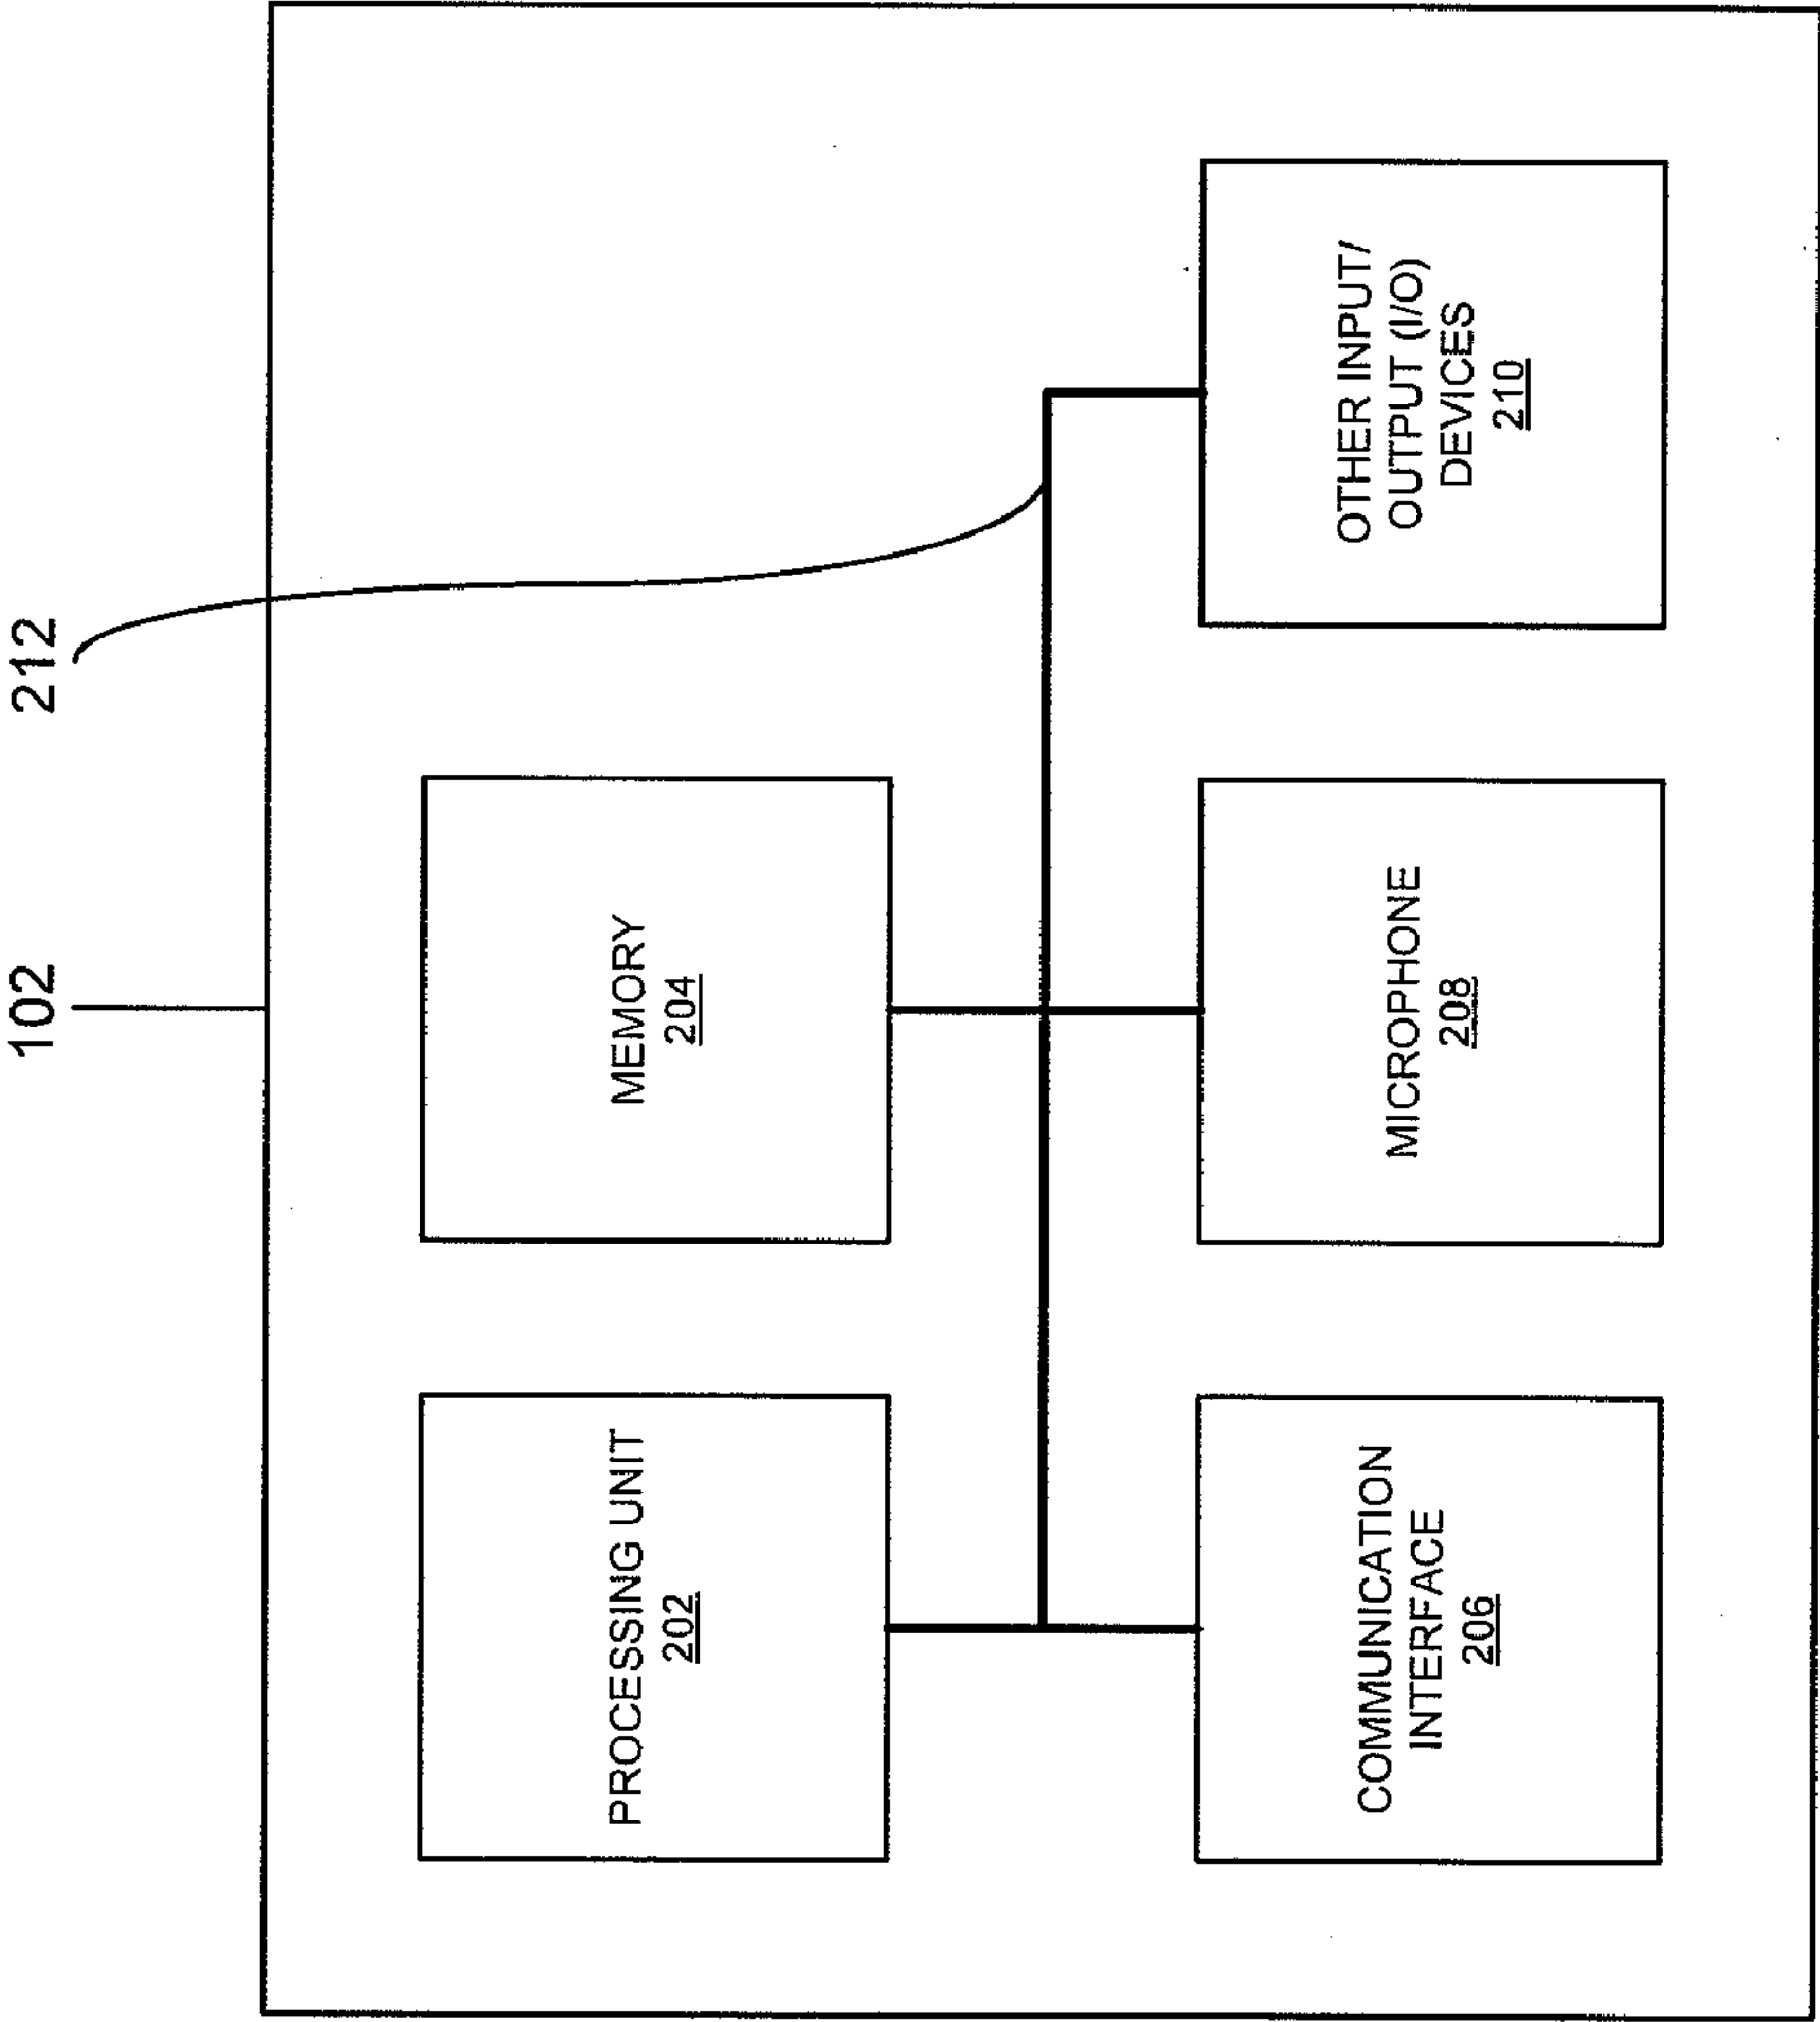 102
212
PROCESSING UNIT
202
MEMORY
204
COMMUNICATION
INTERFACE
206
MICROPHONE
208
OTHER INPUT/
OUTPUT (I/O)
DEVICES
210